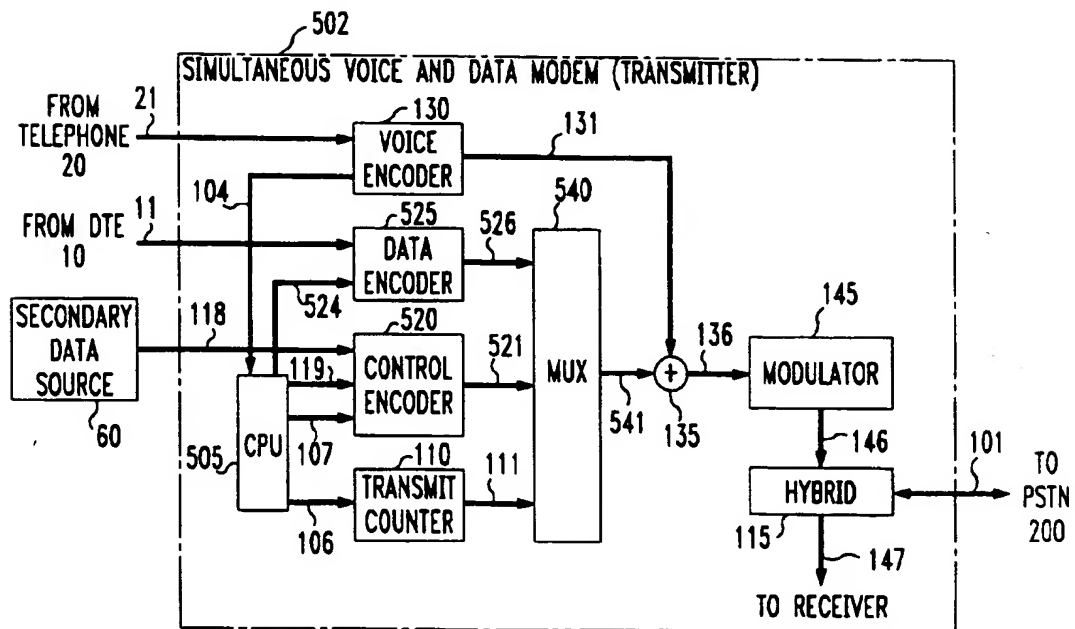 502
SIMULTANEOUS VOICE AND DATA MODEM (TRANSMITTER)
FROM
TELEPHONE
20
21
130
VOICE
ENCODER
131
104
FROM DTE
10
11
525
DATA
ENCODER
526
540
524
SECONDARY
DATA
SOURCE
60
118
520
CONTROL
ENCODER
521
119
107
MUX
541
+
135
136
145
MODULATOR
146
505
CPU
110
TRANSMIT
COUNTER
111
106
HYBRID
115
101
TO
PSTN
200
147
TO RECEIVER